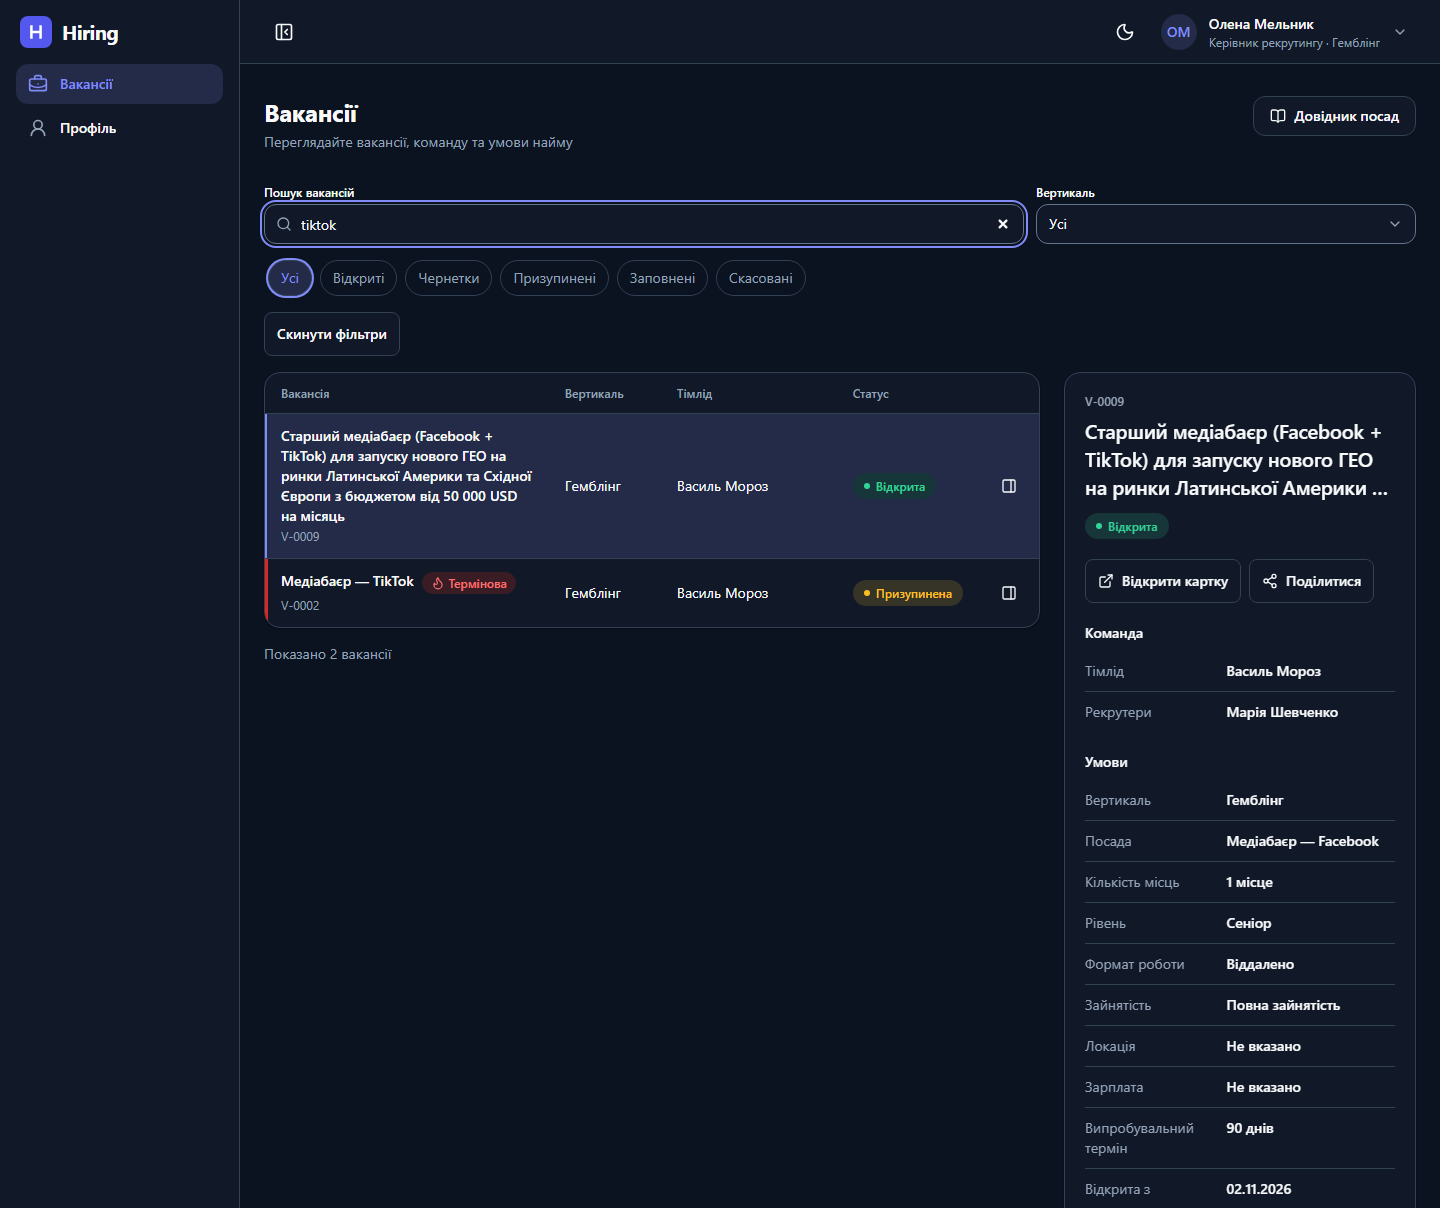 H Hiring
Вакансії
Профіль
ОМ
Олена Мельник
Керівник рекрутингу · Гемблінг
Вакансії
Переглядайте вакансії, команду та умови найму
Довідник посад
Пошук вакансій
tiktok
Вертикаль
Усі
Усі
Відкриті
Чернетки
Призупинені
Заповнені
Скасовані
Скинути фільтри
Вакансія Вертикаль Тімлід Статус
Старший медіабаєр (Facebook +
TikTok) для запуску нового ГЕО на
ринки Латинської Америки та Східної
Європи з бюджетом від 50 000 USD
на місяць
V-0009
Гемблінг
Василь Мороз
Відкрита
Медіабаєр — TikTok
Термінова
V-0002
Гемблінг
Василь Мороз
Призупинена
Показано 2 вакансії
V-0009
Старший медіабаєр (Facebook +
TikTok) для запуску нового ГЕО
на ринки Латинської Америки ...
Відкрита
Відкрити картку
Поділитися
Команда
Тімлід Василь Мороз
Рекрутери Марія Шевченко
Умови
Вертикаль Гемблінг
Посада Медіабаєр — Facebook
Кількість місць 1 місце
Рівень Сеніор
Формат роботи Віддалено
Зайнятість Повна зайнятість
Локація Не вказано
Зарплата Не вказано
Випробувальний 90 днів
термін
Відкрита з 02.11.2026